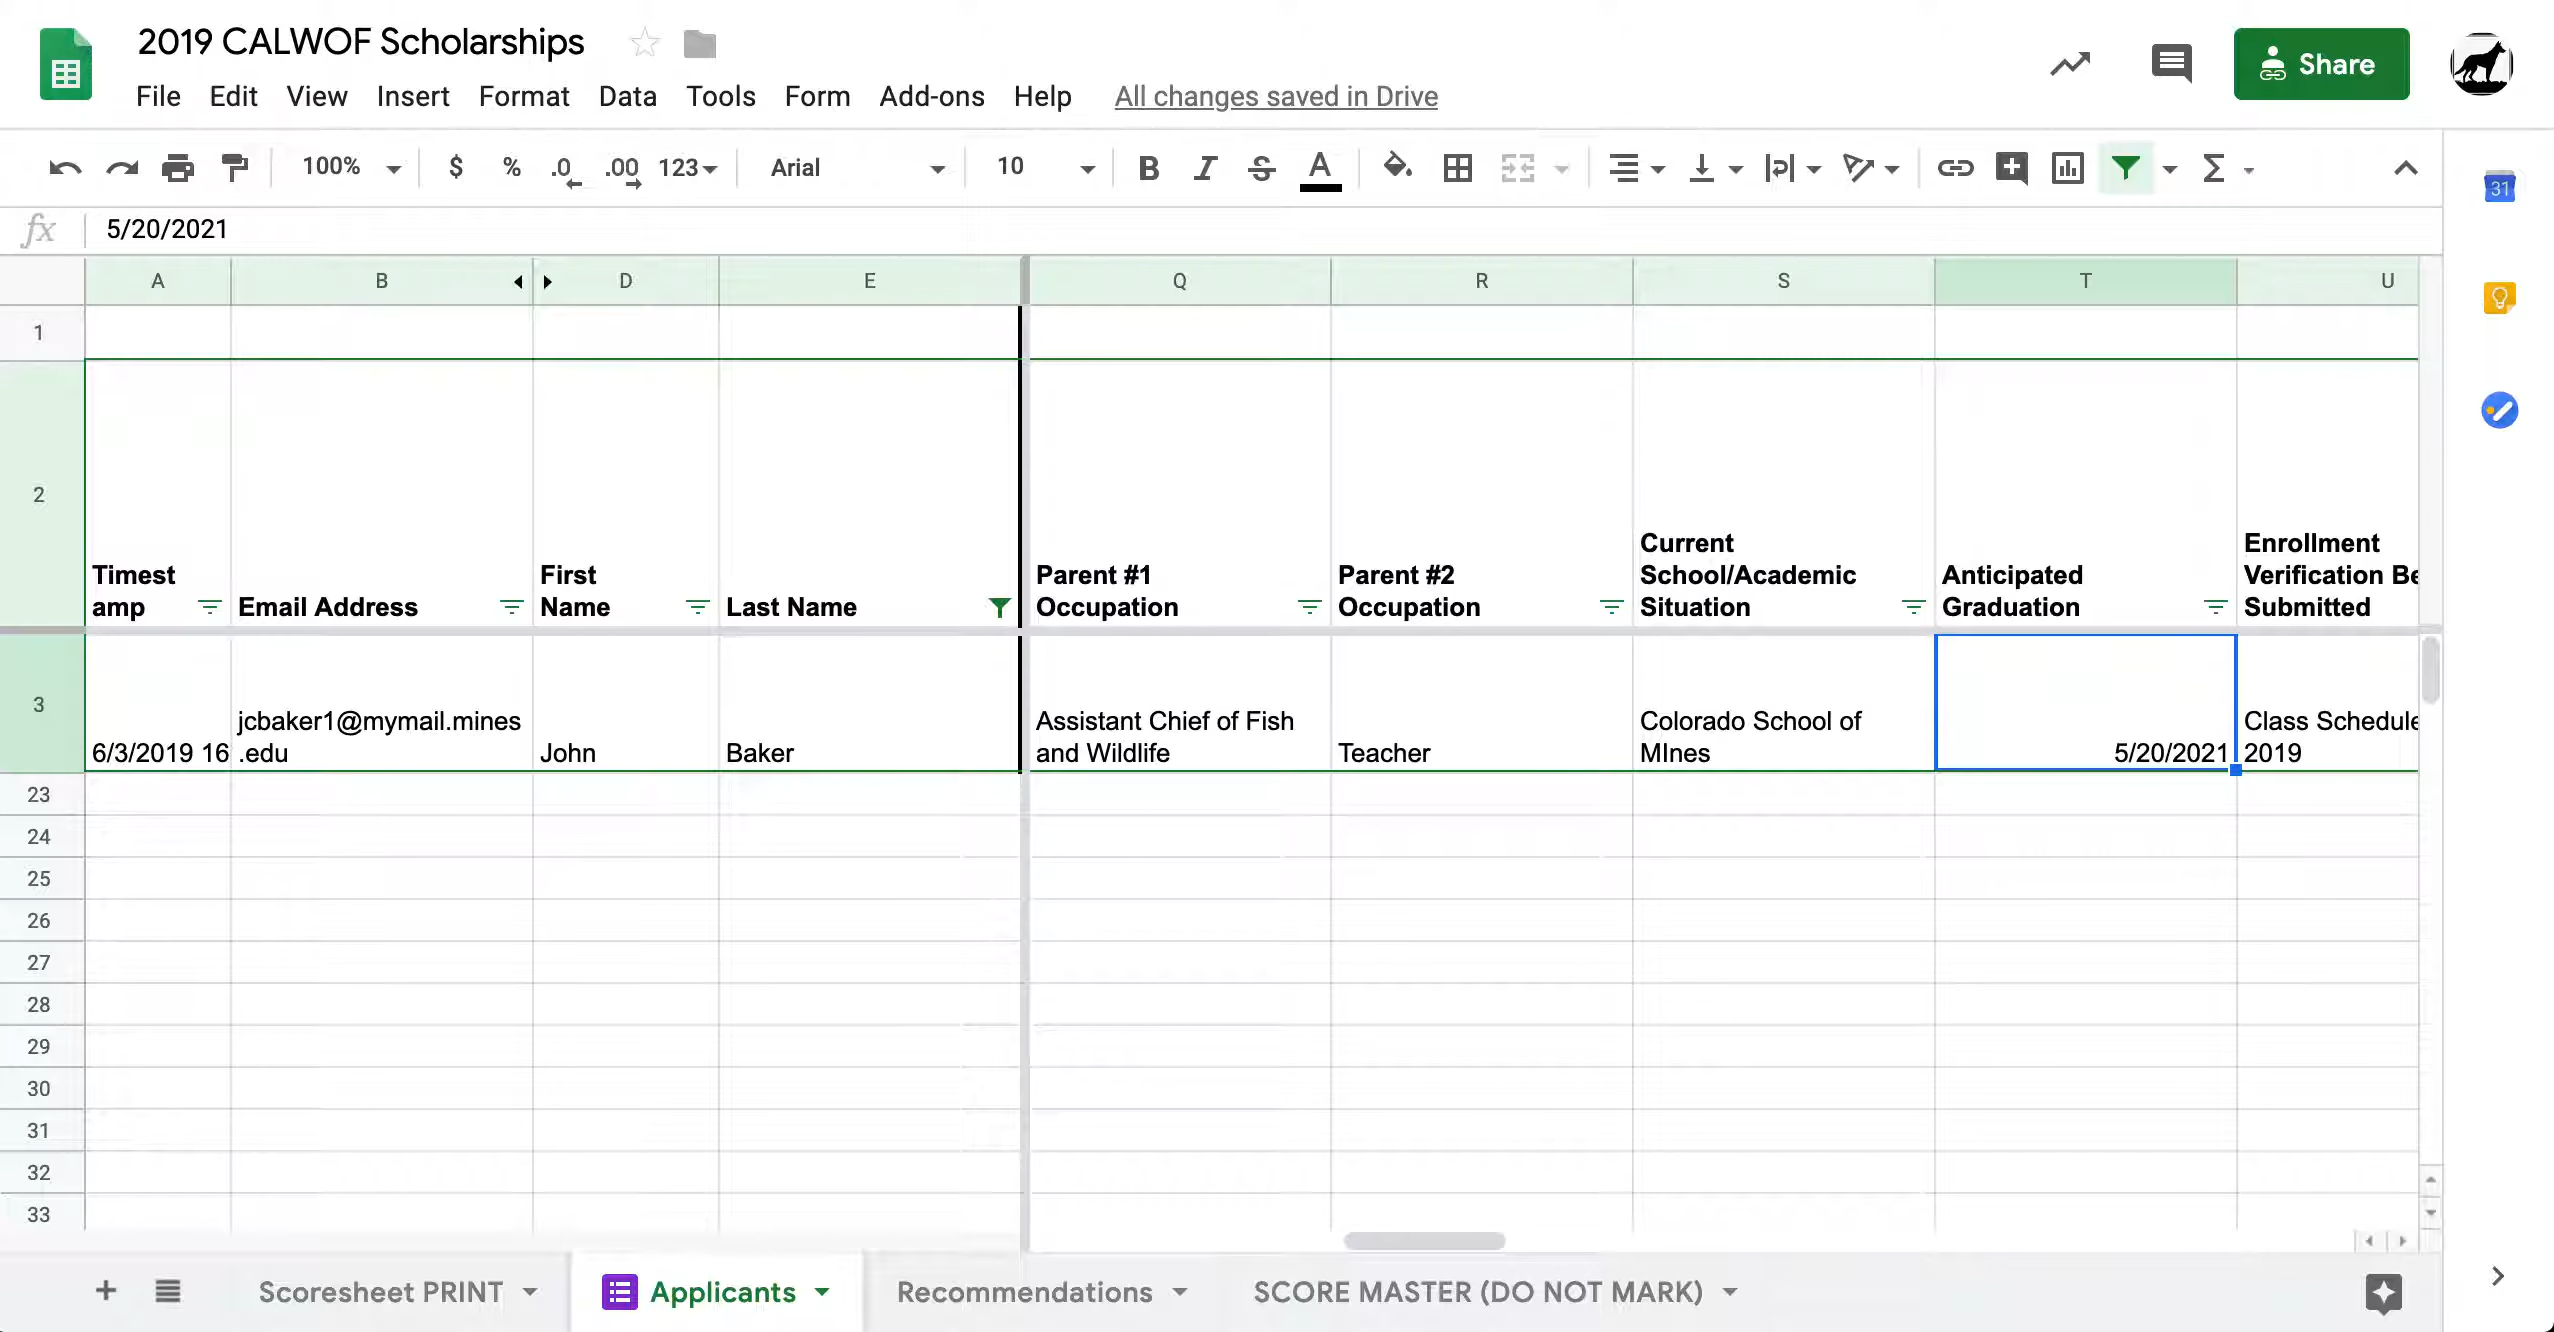 2019 CALWOF Scholarships
File Edit View Insert Format Data Tools Form Add-ons Help All changes saved in Drive
Share
100% $ % .0 .00 123 Arial 10 B I S A
31
fx 5/20/2021
A B D E Q R S T U
1
2
Timest
amp
Email Address
First
Name
Last Name
Parent #1
Occupation
Parent #2
Occupation
Current
School/Academic
Situation
Anticipated
Graduation
Enrollment
Verification Be
Submitted
3
6/3/2019 16
jcbaker1@mymail.mines
.edu
John
Baker
Assistant Chief of Fish
and Wildlife
Teacher
Colorado School of
MInes
5/20/2021
Class Schedule
2019
23
24
25
26
27
28
29
30
31
32
33
Scoresheet PRINT Applicants Recommendations SCORE MASTER (DO NOT MARK)